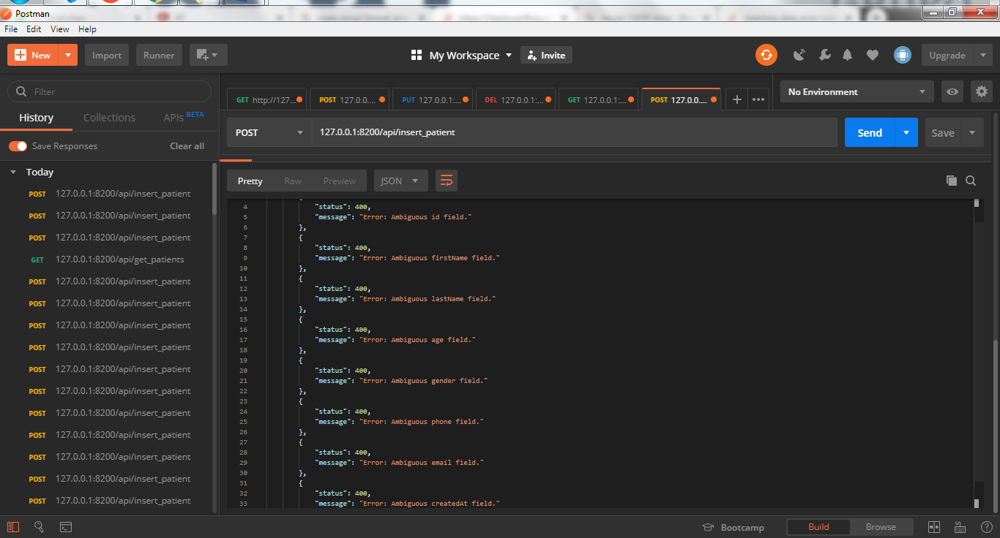 Postman
File Edit View Help
New Import Runner My Workspace Invite Upgrade
Filter
History Collections APIs BETA
Save Responses Clear all
Today
POST 127.0.0.1:8200/api/insert_patient
POST 127.0.0.1:8200/api/insert_patient
POST 127.0.0.1:8200/api/insert_patient
GET 127.0.0.1:8200/api/get_patients
POST 127.0.0.1:8200/api/insert_patient
POST 127.0.0.1:8200/api/insert_patient
POST 127.0.0.1:8200/api/insert_patient
POST 127.0.0.1:8200/api/insert_patient
POST 127.0.0.1:8200/api/insert_patient
POST 127.0.0.1:8200/api/insert_patient
POST 127.0.0.1:8200/api/insert_patient
POST 127.0.0.1:8200/api/insert_patient
POST 127.0.0.1:8200/api/insert_patient
POST 127.0.0.1:8200/api/insert_patient
POST 127.0.0.1:8200/api/insert_patient
GET http://127... POST 127.0.0.... PUT 127.0.0.1:... DEL 127.0.0.1:... GET 127.0.0.1:... POST 127.0.0.... No Environment
POST 127.0.0.1:8200/api/insert_patient Send Save
Pretty Raw Preview JSON
4 "status": 400,
5 "message": "Error: Ambiguous id field."
6 },
7 {
8 "status": 400,
9 "message": "Error: Ambiguous firstName field."
10 },
11 {
12 "status": 400,
13 "message": "Error: Ambiguous lastName field."
14 },
15 {
16 "status": 400,
17 "message": "Error: Ambiguous age field."
18 },
19 {
20 "status": 400,
21 "message": "Error: Ambiguous gender field."
22 },
23 {
24 "status": 400,
25 "message": "Error: Ambiguous phone field."
26 },
27 {
28 "status": 400,
29 "message": "Error: Ambiguous email field."
30 },
31 {
32 "status": 400,
33 "message": "Error: Ambiguous createdAt field."
Bootcamp Build Browse